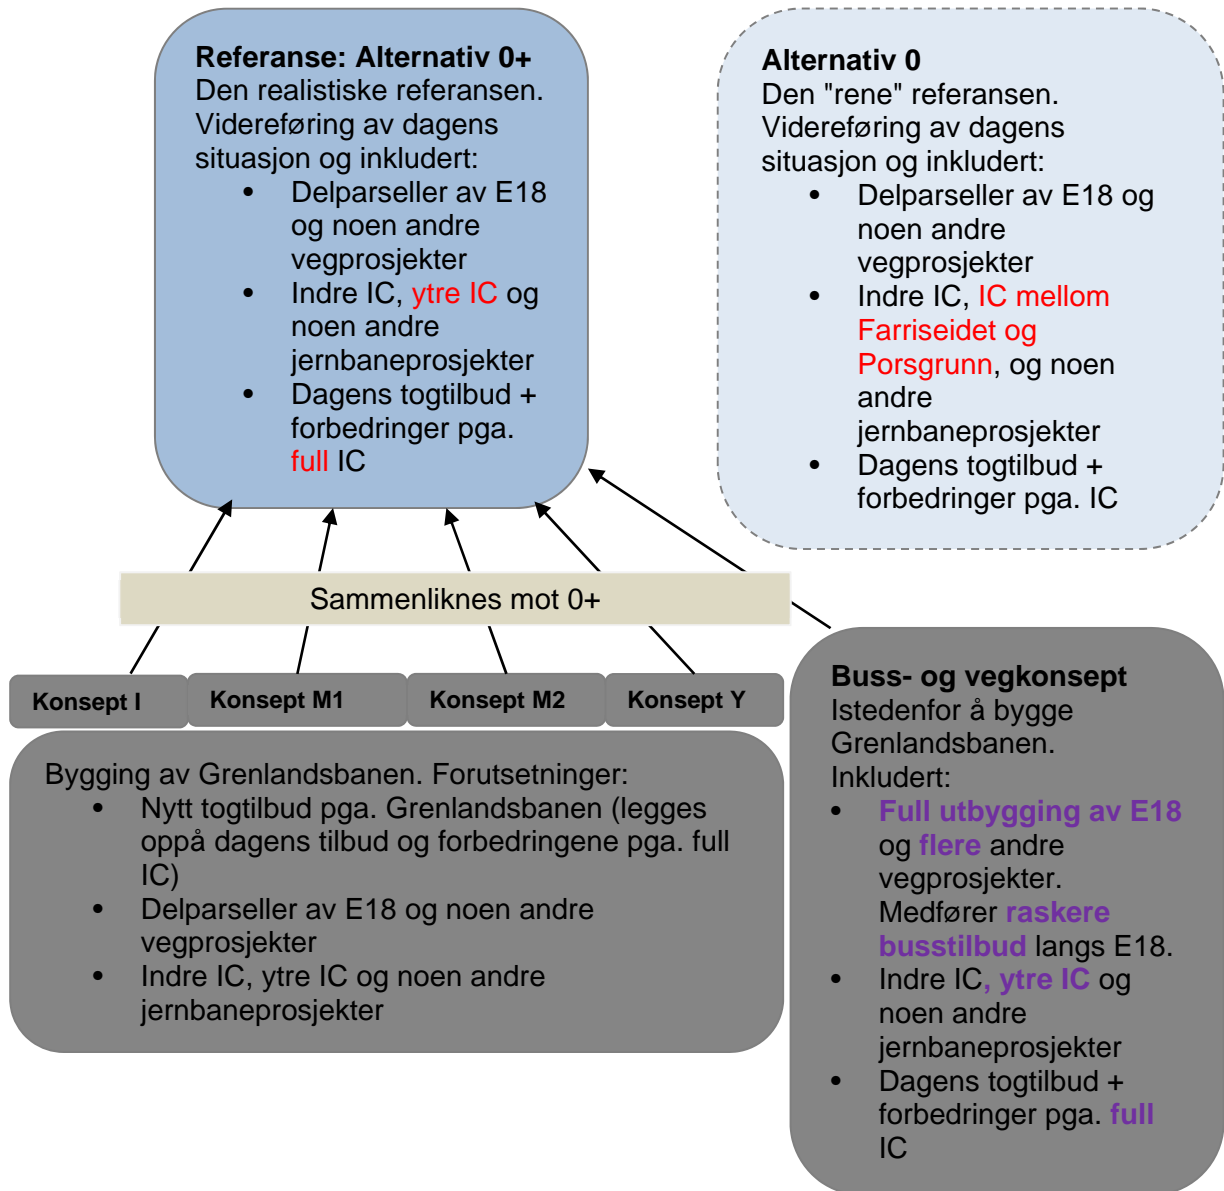 Referanse: Alternativ 0+
Den realistiske referansen.
Videreføring av dagens
situasjon og inkludert:
• Delparseller av E18
og noen andre
vegprosjekter
• Indre IC, ytre IC og
noen andre
jernbaneprosjekter
• Dagens togtilbud +
forbedringer pga.
full IC
Alternativ 0
Den "rene" referansen.
Videreføring av dagens
situasjon og inkludert:
• Delparseller av E18 og
noen andre
vegprosjekter
• Indre IC, IC mellom
Farriseidet og
Porsgrunn, og noen
andre
jernbaneprosjekter
• Dagens togtilbud +
forbedringer pga. IC
Sammenliknes mot 0+
Konsept I
Konsept M1
Konsept M2
Konsept Y
Bygging av Grenlandsbanen. Forutsetninger:
• Nytt togtilbud pga. Grenlandsbanen (legges
oppå dagens tilbud og forbedringene pga. full
IC)
• Delparseller av E18 og noen andre
vegprosjekter
• Indre IC, ytre IC og noen andre
jernbaneprosjekter
Buss- og vegkonsept
Istedenfor å bygge
Grenlandsbanen.
Inkludert:
• Full utbygging av E18
og flere andre
vegprosjekter.
Medfører raskere
busstilbud langs E18.
• Indre IC, ytre IC og
noen andre
jernbaneprosjekter
• Dagens togtilbud +
forbedringer pga. full
IC